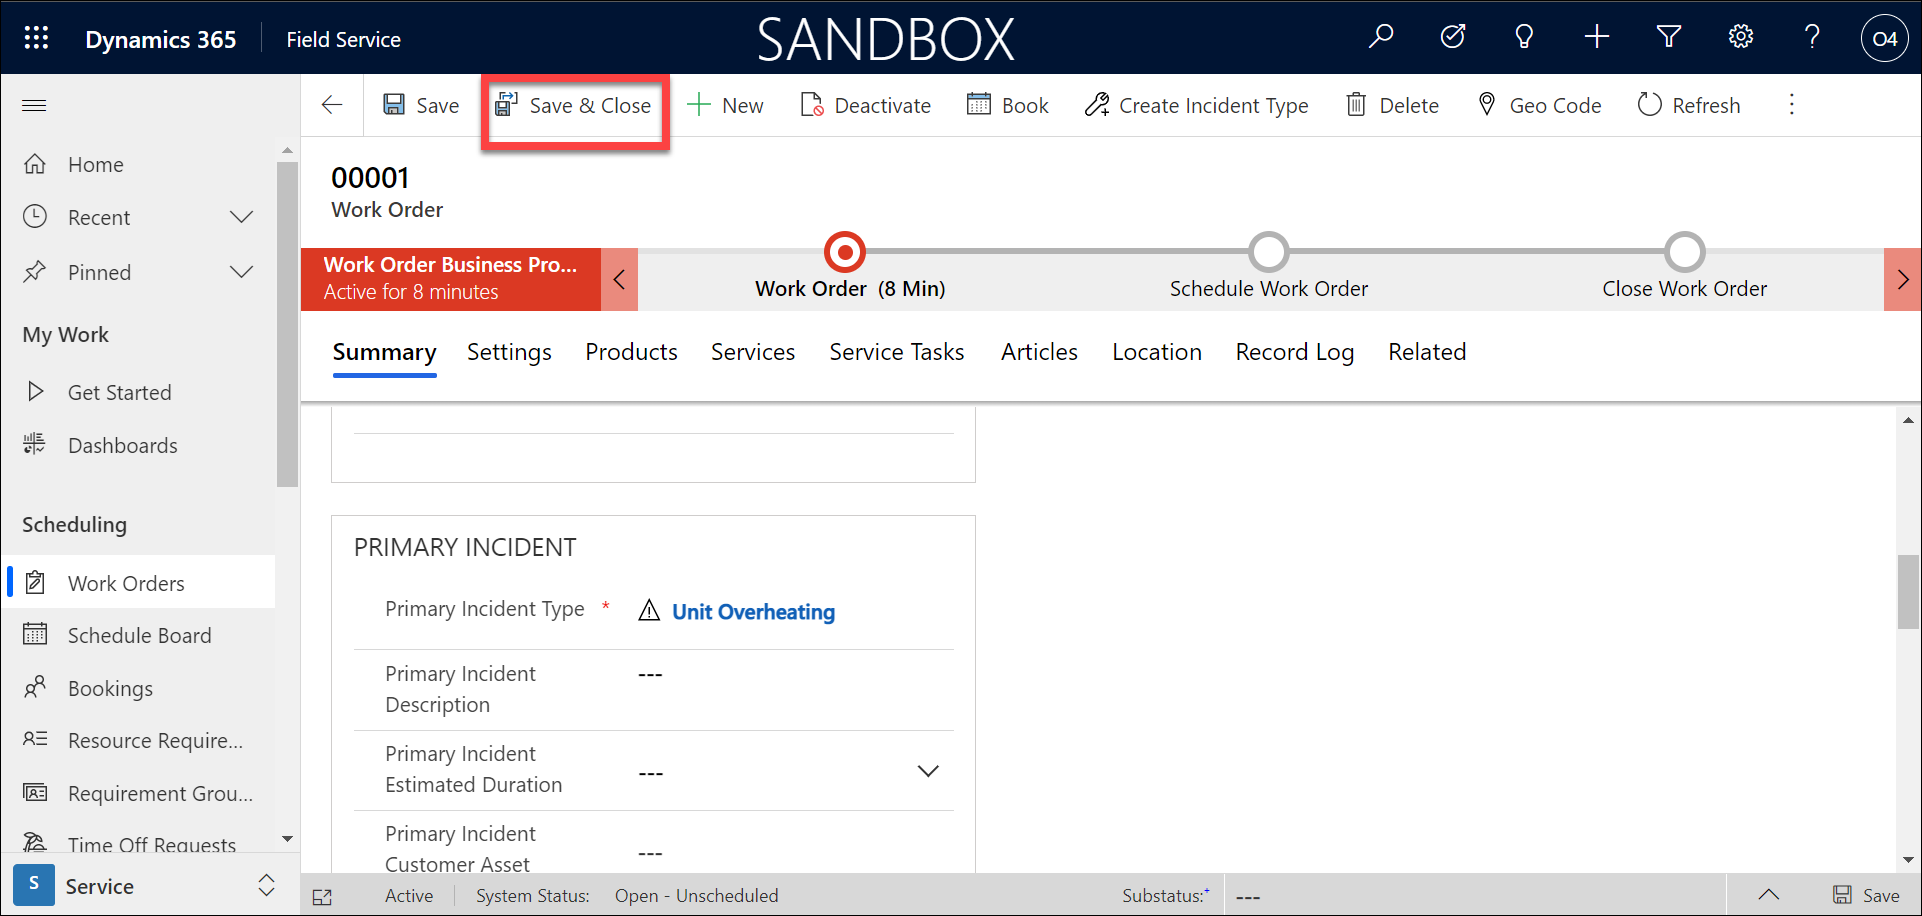 Dynamics 365
Field Service
SANDBOX
O4
Save
Save & Close
New
Deactivate
Book
Create Incident Type
Delete
Geo Code
Refresh
Home
Recent
Pinned
My Work
Get Started
Dashboards
Scheduling
Work Orders
Schedule Board
Bookings
Resource Require...
Requirement Grou...
Time Off Requests
S
Service
00001
Work Order
Work Order Business Pro...
Active for 8 minutes
Work Order (8 Min)
Schedule Work Order
Close Work Order
Summary
Settings
Products
Services
Service Tasks
Articles
Location
Record Log
Related
PRIMARY INCIDENT
Primary Incident Type *
Unit Overheating
Primary Incident
Description
---
Primary Incident
Estimated Duration
---
Primary Incident
Customer Asset
---
Active
System Status:
Open - Unscheduled
Substatus:+
---
Save